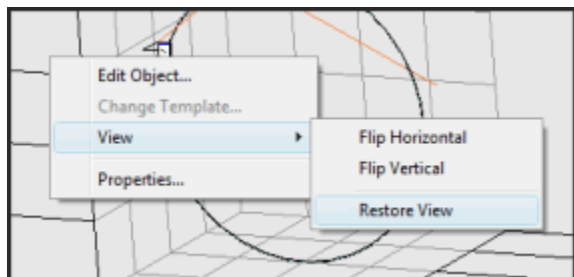 Edit Object...
Change Template...
View
Properties...
Flip Horizontal
Flip Vertical
Restore View